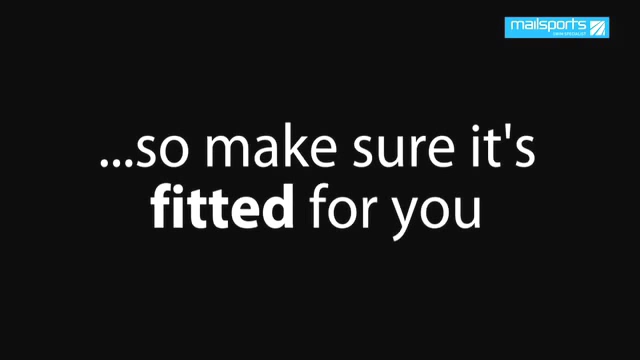 mailsports
...so make sure it's
fitted for you